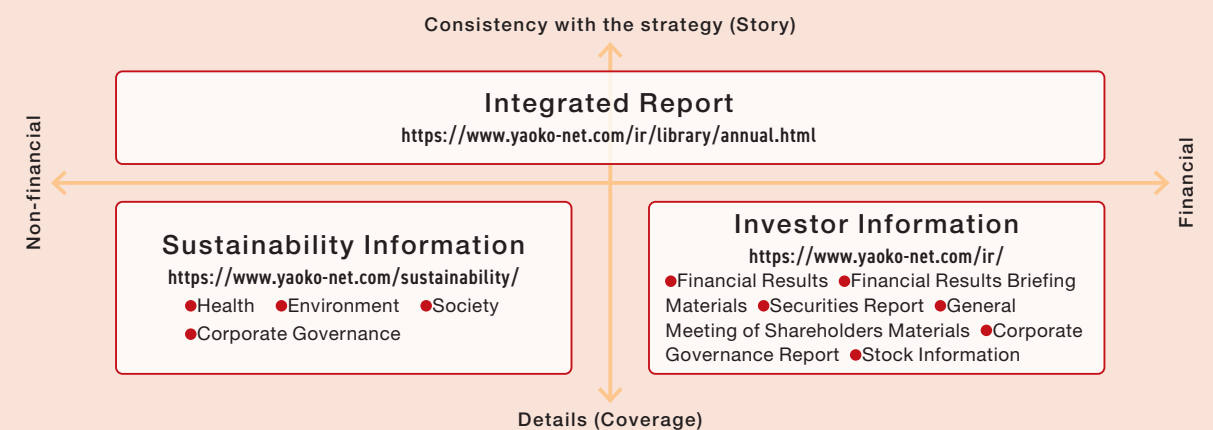 Consistency with the strategy (Story)
Integrated Report
https://www.yaoko-net.com/ir/library/annual.html
Non-financial
Financial
Sustainability Information
https://www.yaoko-net.com/sustainability/
●Health ●Environment ●Society
●Corporate Governance
Investor Information
https://www.yaoko-net.com/ir/
●Financial Results ●Financial Results Briefing
Materials ●Securities Report ●General
Meeting of Shareholders Materials ●Corporate
Governance Report ●Stock Information
Details (Coverage)